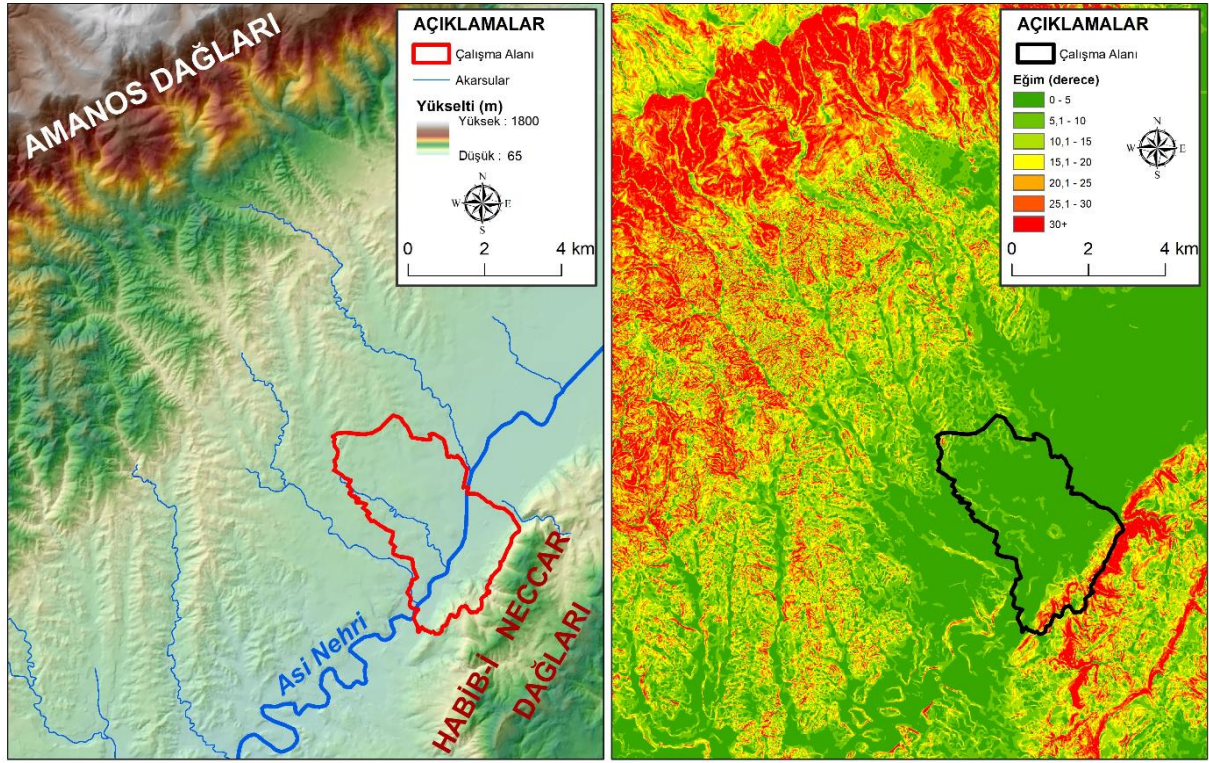 AMANOS DAĞLARI
AÇIKLAMALAR
Çalışma Alanı
Akarsular
Yükselti (m)
Yüksek : 1800
Düşük : 65
N
W E
S
0 2 4 km
Asi Nehri
HABİB-İ NECCAR
DAĞLARI
AÇIKLAMALAR
Çalışma Alanı
Eğim (derece)
0 - 5
5,1 - 10
10,1 - 15
15,1 - 20
20,1 - 25
25,1 - 30
30+
N
W E
S
0 2 4 km